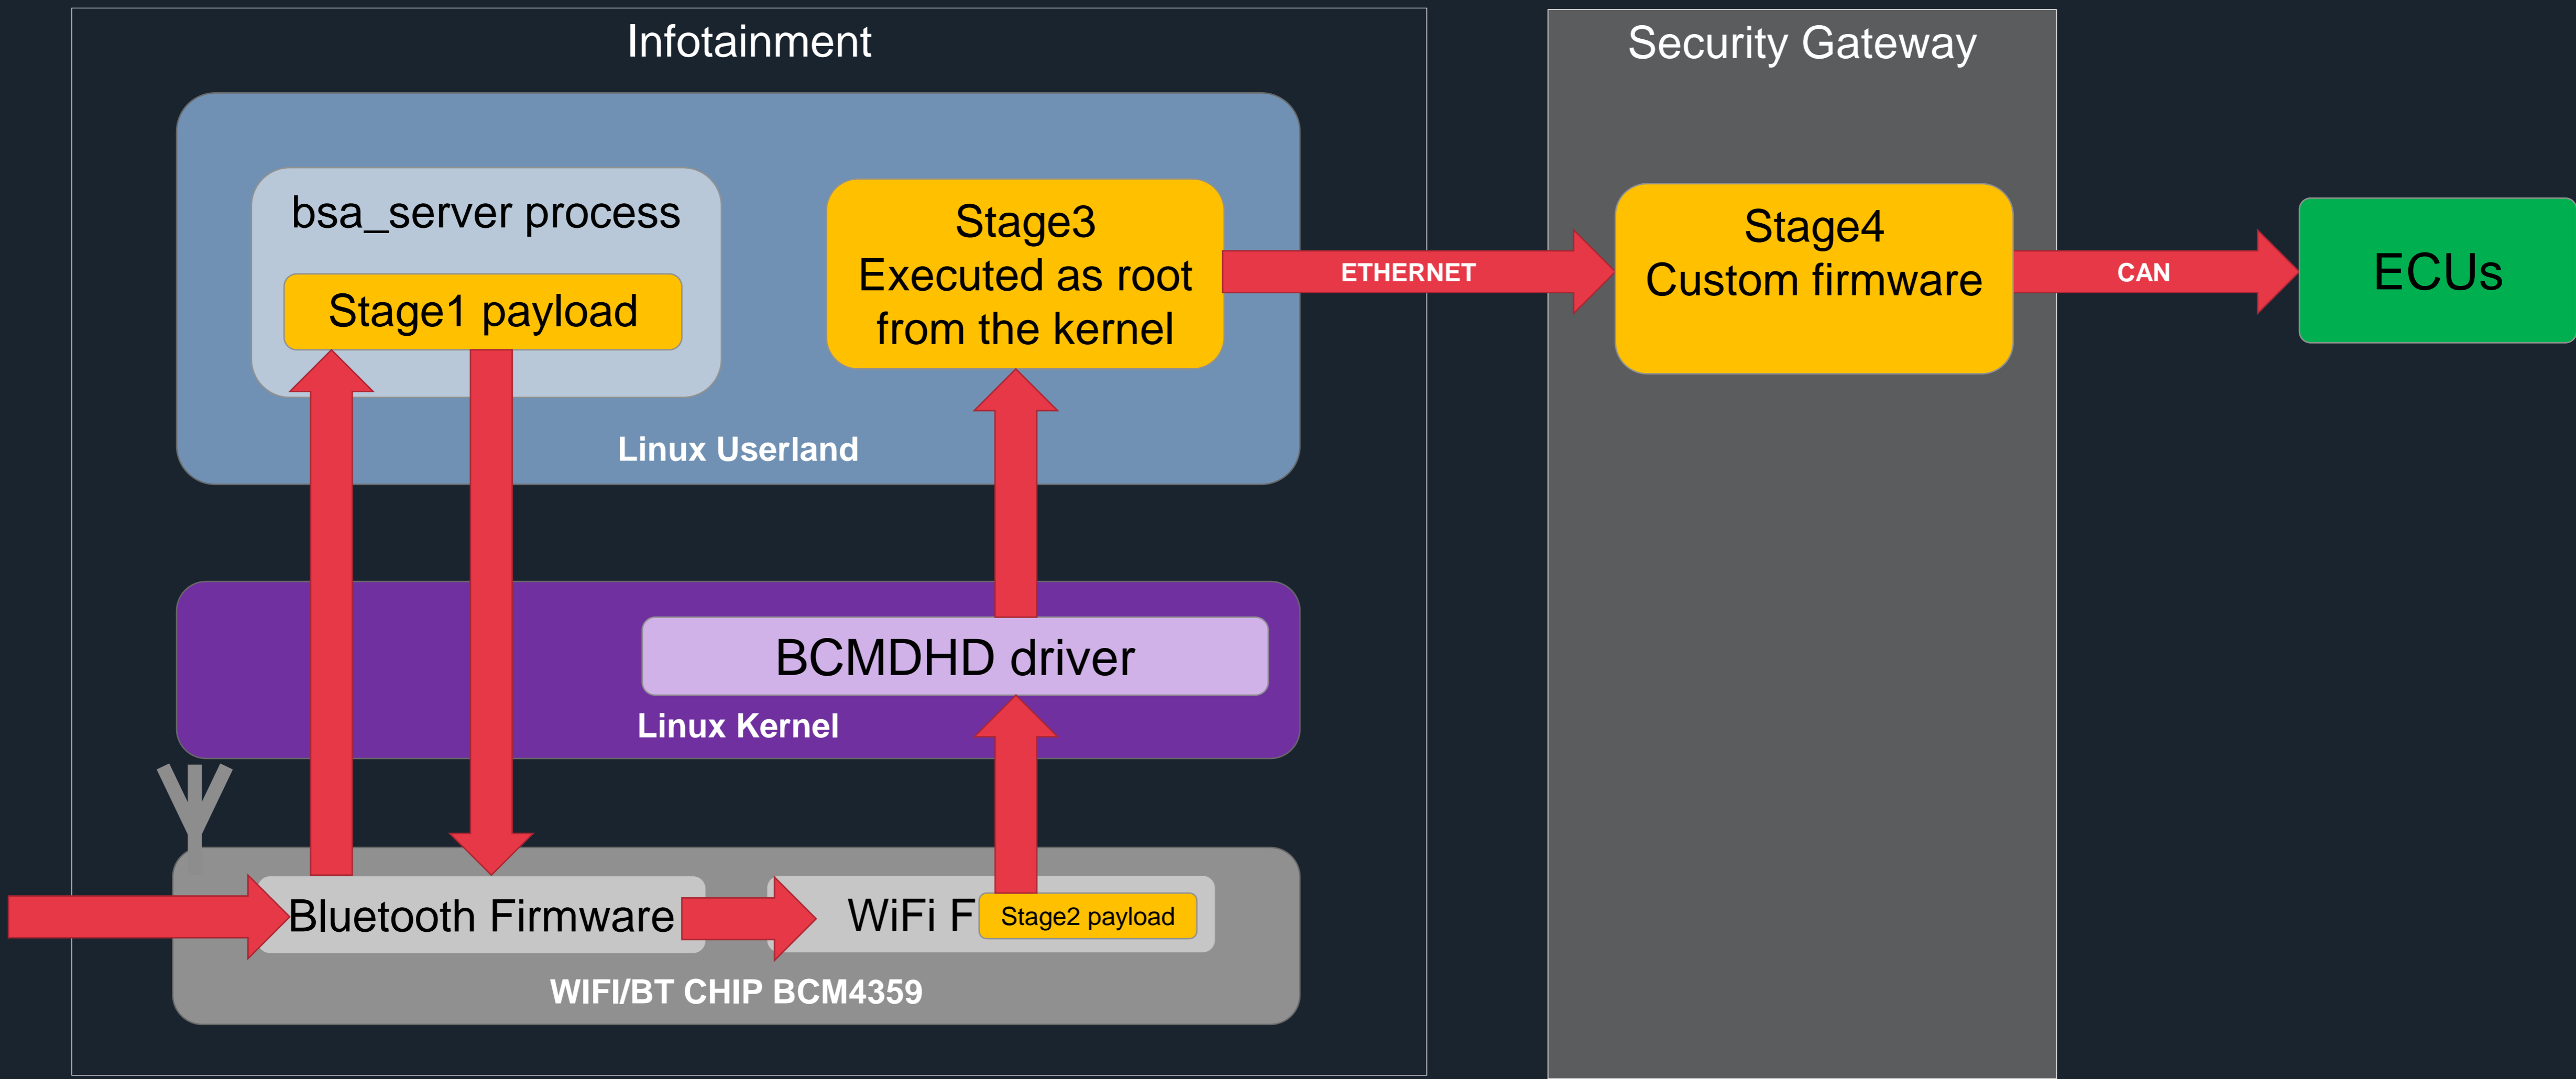 Infotainment
Security Gateway
bsa_server process
Stage1 payload
Stage3
Executed as root
from the kernel
Linux Userland
ETHERNET
Stage4
Custom firmware
CAN
ECUs
BCMDHD driver
Linux Kernel
Bluetooth Firmware
WiFi F
Stage2 payload
WIFI/BT CHIP BCM4359